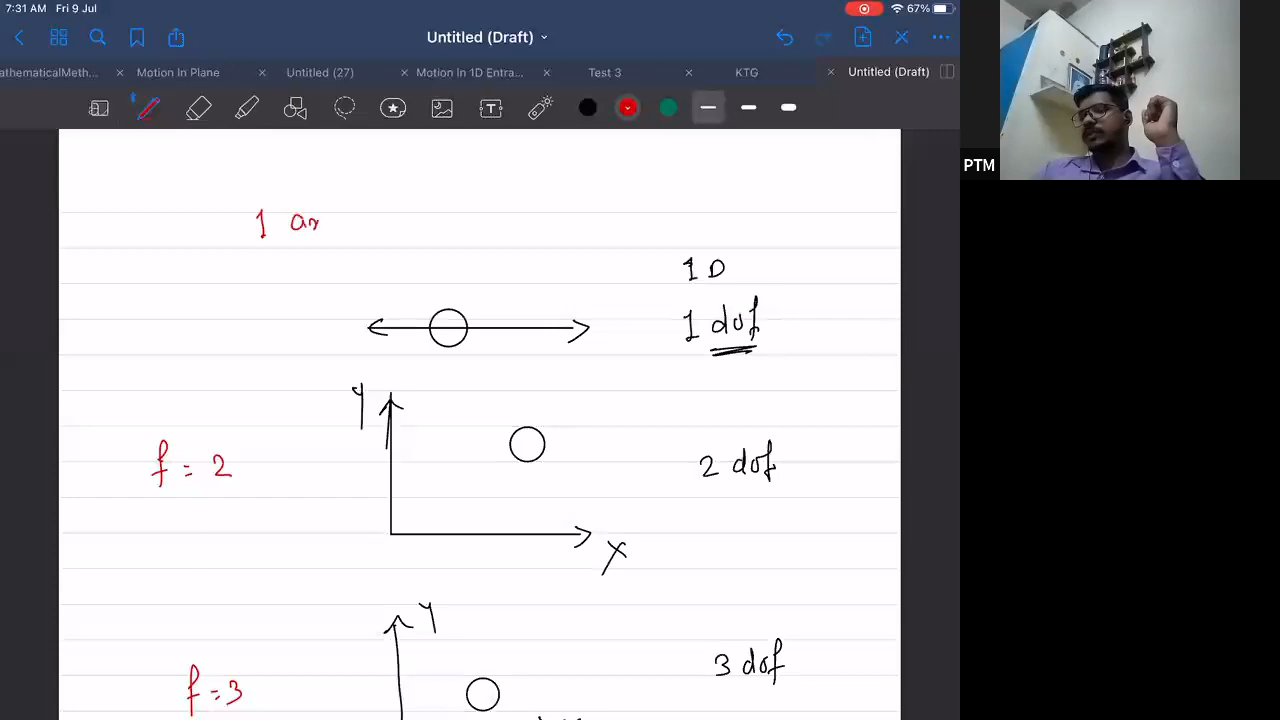 7:31 AM Fri 9 Jul
67%
Untitled (Draft)
athematicalMeth...
Motion In Plane
Untitled (27)
Motion In 1D Entra...
Test 3
KTG
Untitled (Draft)
T
PTM
1
1 D
1 dof
Y
f = 2
2 dof
X
Y
3 dof
f = 3